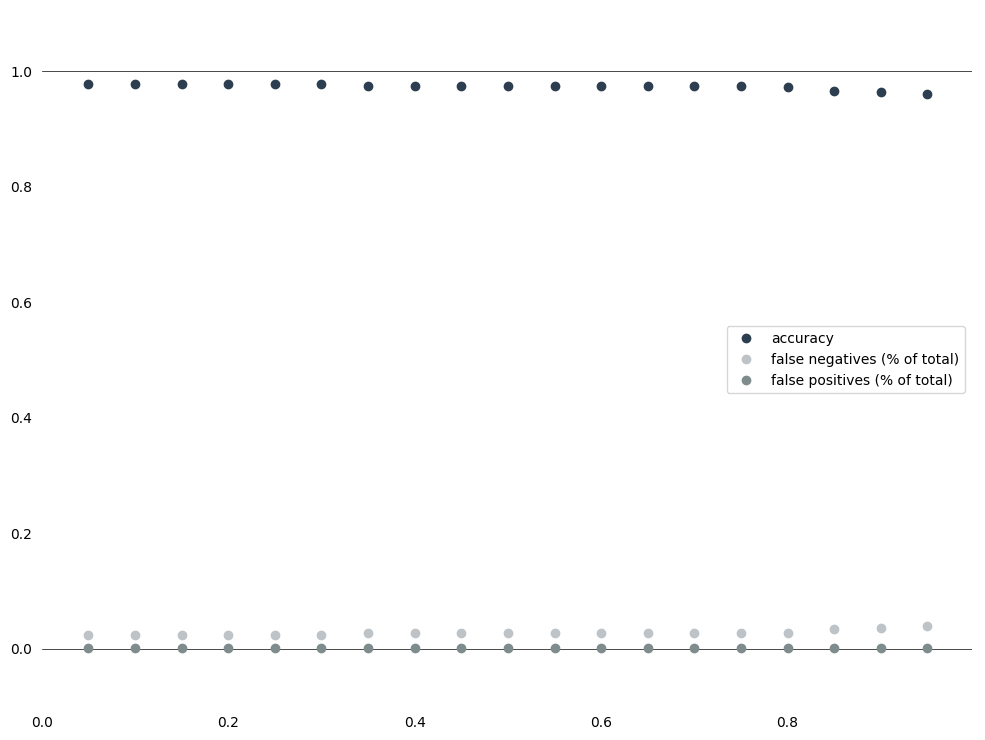 1.0
0.8
0.6
accuracy
false negatives (% of total)
false positives (% of total)
0.4
0.2
0.0
0.0 0.2 0.4 0.6 0.8